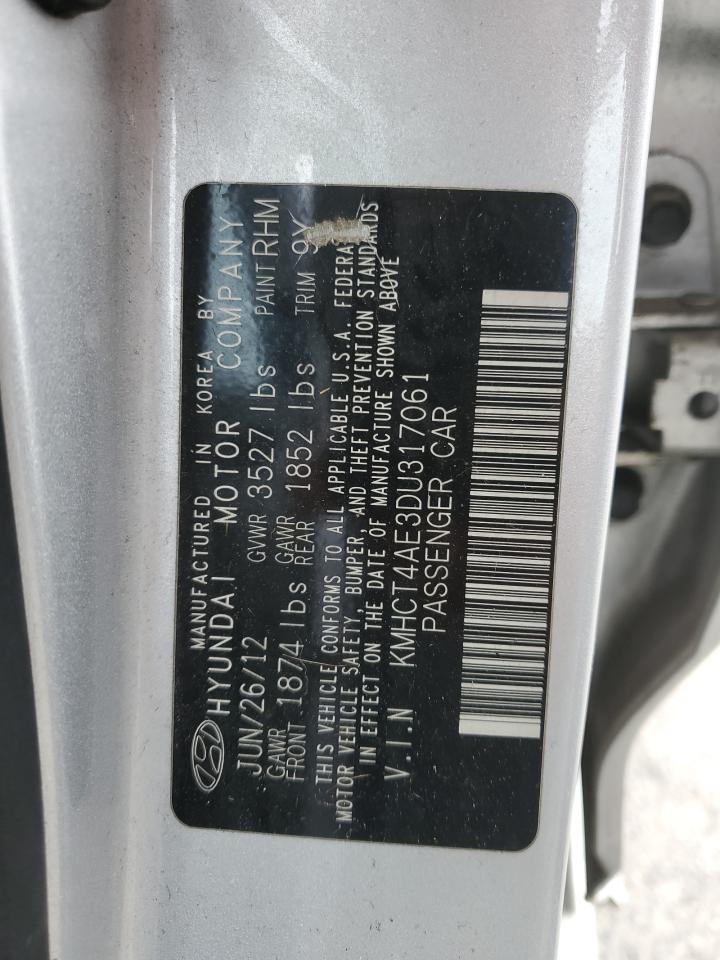 MANUFACTURED IN KOREA BY
HYUNDAI MOTOR COMPANY
JUN/26/12 GVWR 3527 lbs PAINT RHM
GAWR FRONT 1874 lbs GAWR REAR 1852 lbs TRIM 9Y
THIS VEHICLE CONFORMS TO ALL APPLICABLE U.S.A. FEDERAL
MOTOR VEHICLE SAFETY, BUMPER AND THEFT PREVENTION STANDARDS
IN EFFECT ON THE DATE OF MANUFACTURE SHOWN ABOVE
V.I.N KMHCT4AE3DU317061
PASSENGER CAR